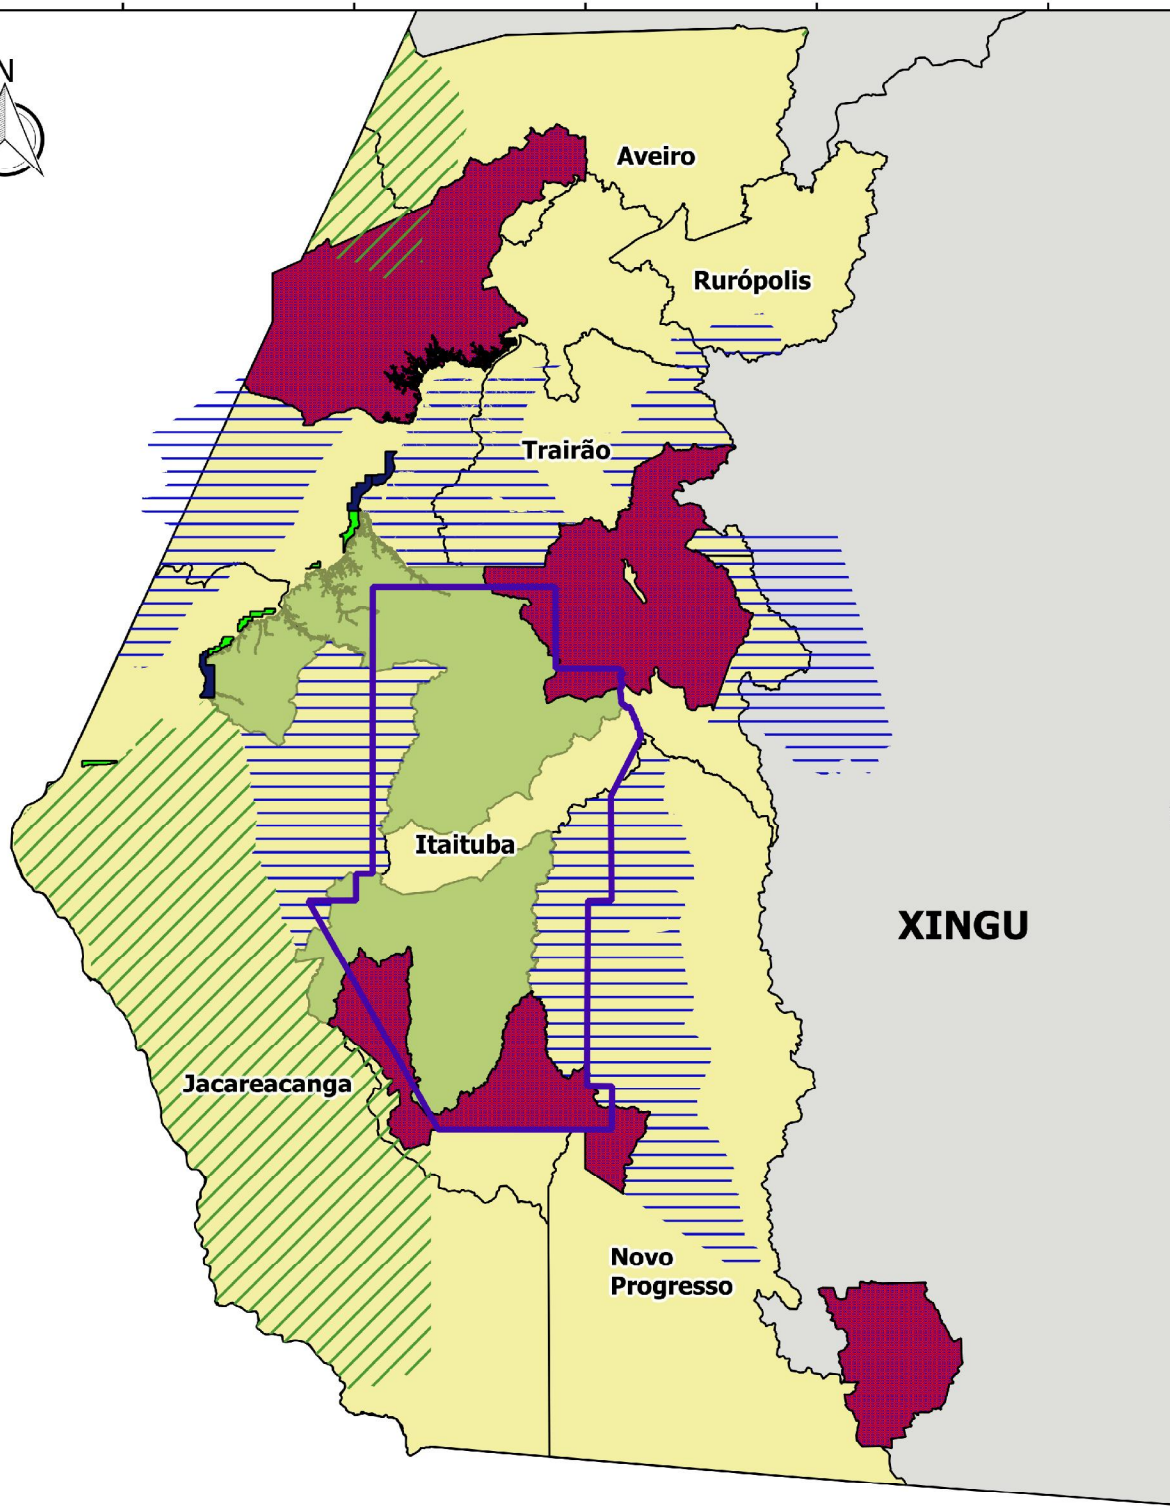 N
Aveiro
Rurópolis
Trairão
Itaituba
XINGU
Jacareacanga
Novo
Progresso